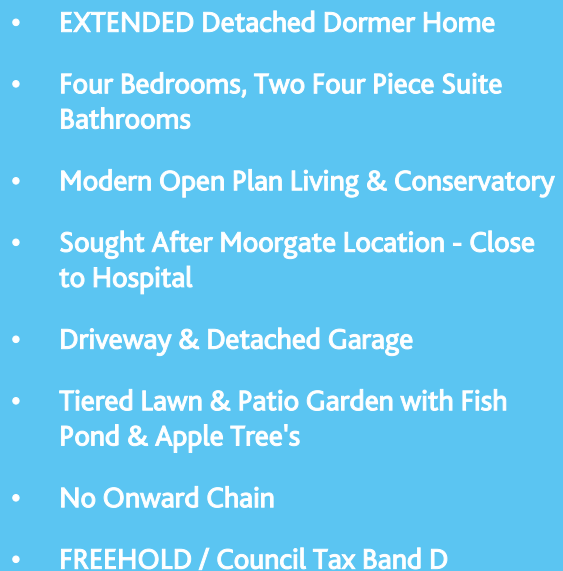 • EXTENDED Detached Dormer Home
• Four Bedrooms, Two Four Piece Suite
Bathrooms
• Modern Open Plan Living & Conservatory
• Sought After Moorgate Location - Close
to Hospital
• Driveway & Detached Garage
• Tiered Lawn & Patio Garden with Fish
Pond & Apple Tree's
• No Onward Chain
• FREEHOLD / Council Tax Band D